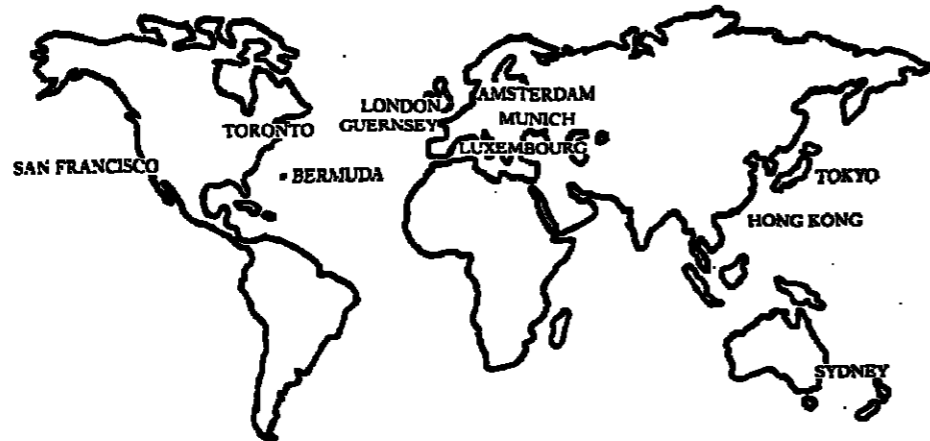 AMSTERDAM
LONDON
MUNICH
GUERNSEY
TORONTO
LUXEMBOURG
SAN FRANCISCO
BERMUDA
TOKYO
HONG KONG
SYDNEY